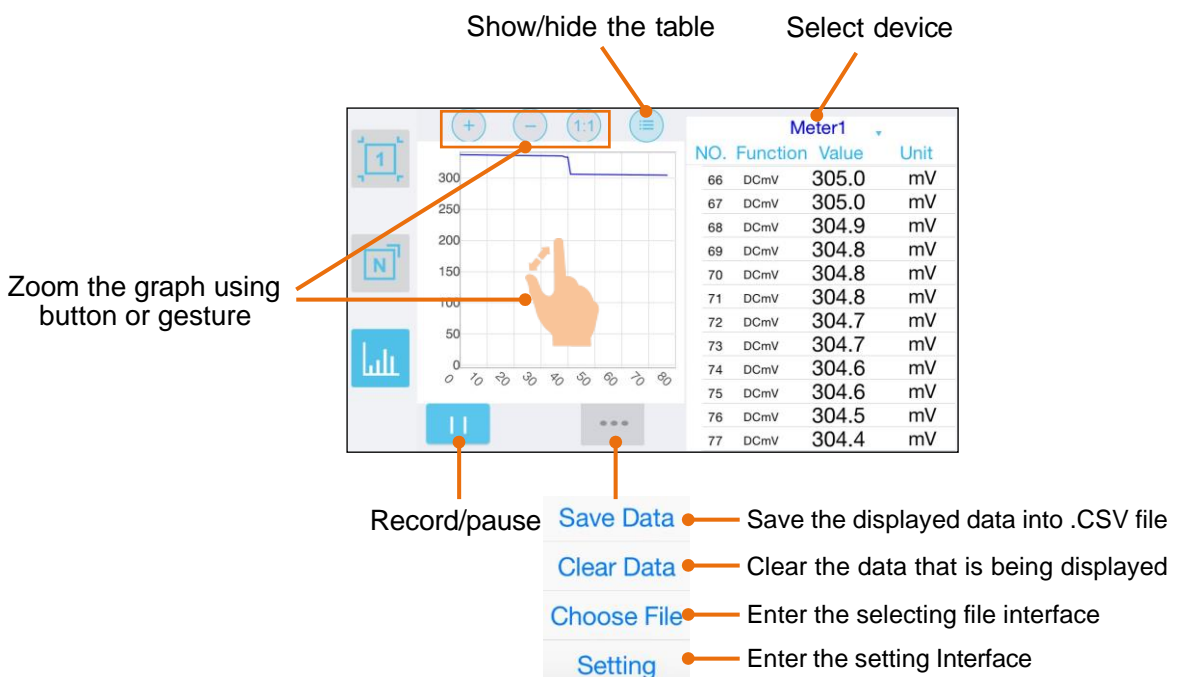 Show/hide the table
Select device
+ − 1:1
Meter1
NO. Function Value Unit
66 DCmV 305.0 mV
67 DCmV 305.0 mV
68 DCmV 304.9 mV
69 DCmV 304.8 mV
70 DCmV 304.8 mV
71 DCmV 304.8 mV
72 DCmV 304.7 mV
73 DCmV 304.7 mV
74 DCmV 304.6 mV
75 DCmV 304.6 mV
76 DCmV 304.5 mV
77 DCmV 304.4 mV
1
N
300
250
200
150
100
50
0
0 10 20 30 40 50 60 70 80
Zoom the graph using
button or gesture
Record/pause
Save Data
Save the displayed data into .CSV file
Clear Data
Clear the data that is being displayed
Choose File
Enter the selecting file interface
Setting
Enter the setting Interface